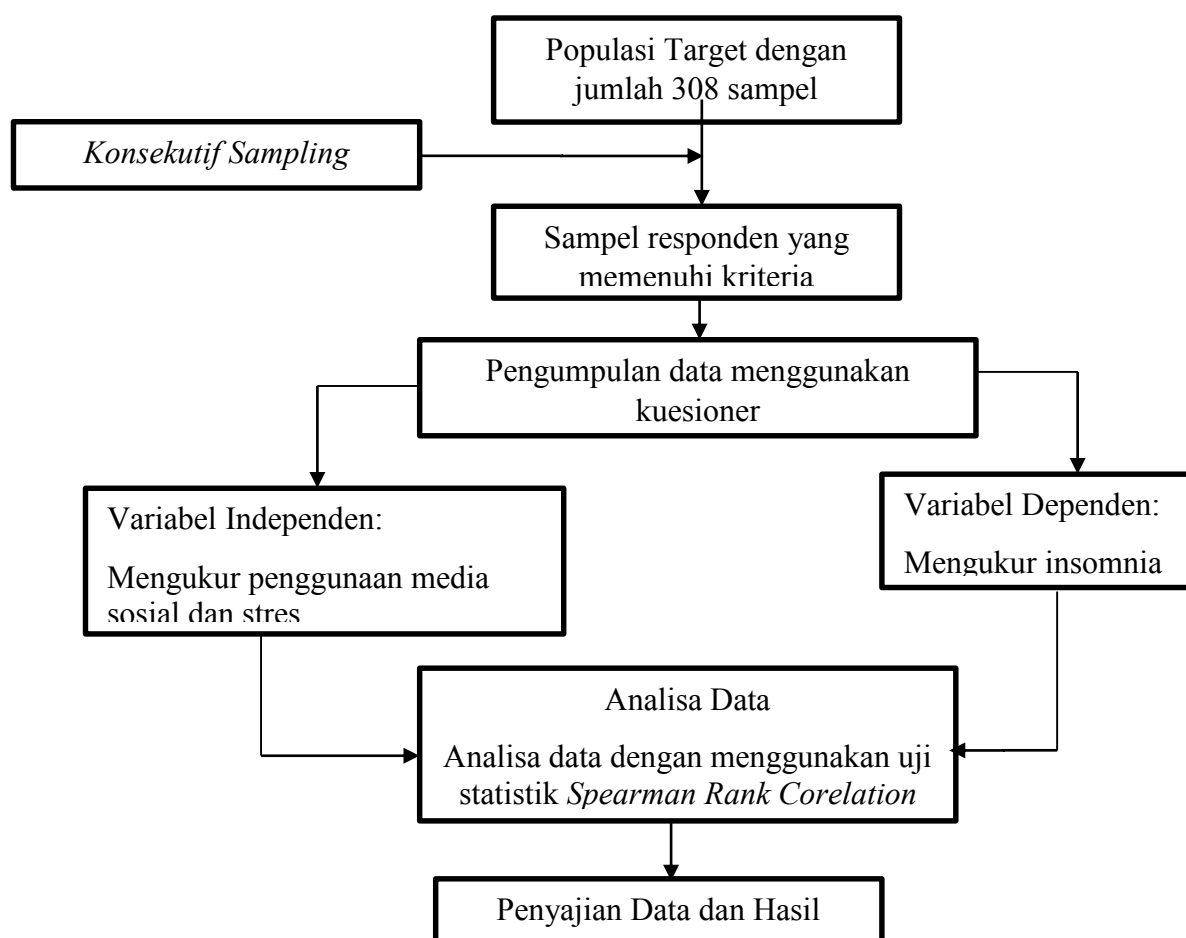 Populasi Target dengan
jumlah 308 sampel
Konsekutif Sampling
Sampel responden yang
memenuhi kriteria
Pengumpulan data menggunakan
kuesioner
Variabel Independen:
Mengukur penggunaan media
sosial dan stres
Variabel Dependen:
Mengukur insomnia
Analisa Data
Analisa data dengan menggunakan uji
statistik Spearman Rank Corelation
Penyajian Data dan Hasil